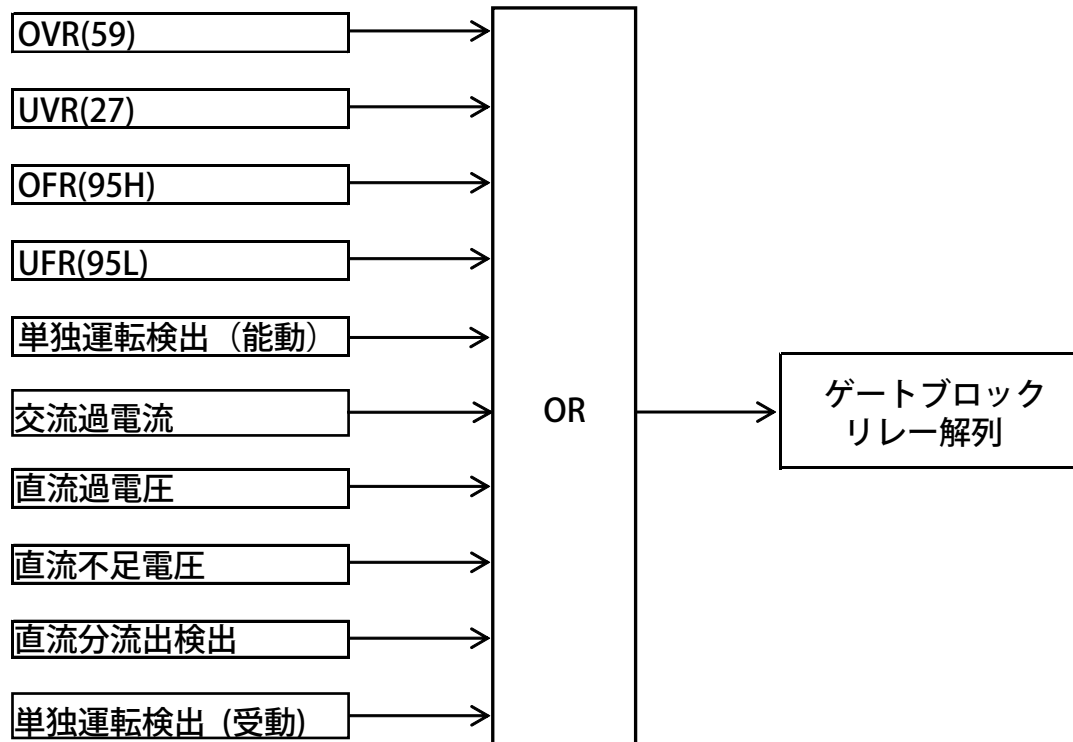 OVR(59)
UVR(27)
OFR(95H)
UFR(95L)
単独運転検出（能動）
交流過電流
直流過電圧
直流不足電圧
直流分流出検出
単独運転検出 (受動)
OR
ゲートブロック
リレー解列